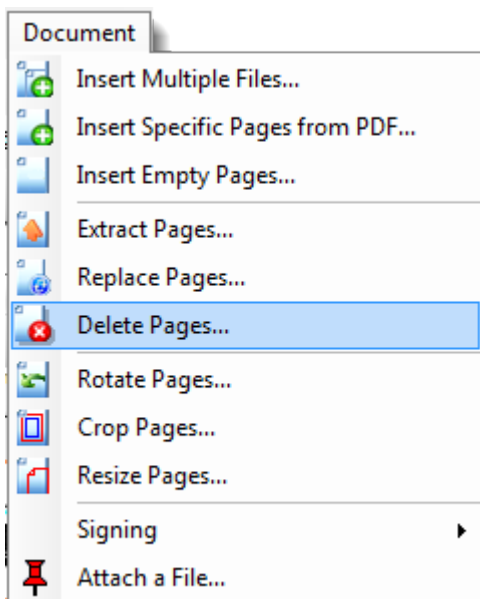 Document
Insert Multiple Files...
Insert Specific Pages from PDF...
Insert Empty Pages...
Extract Pages...
Replace Pages...
Delete Pages...
Rotate Pages...
Crop Pages...
Resize Pages...
Signing
Attach a File...